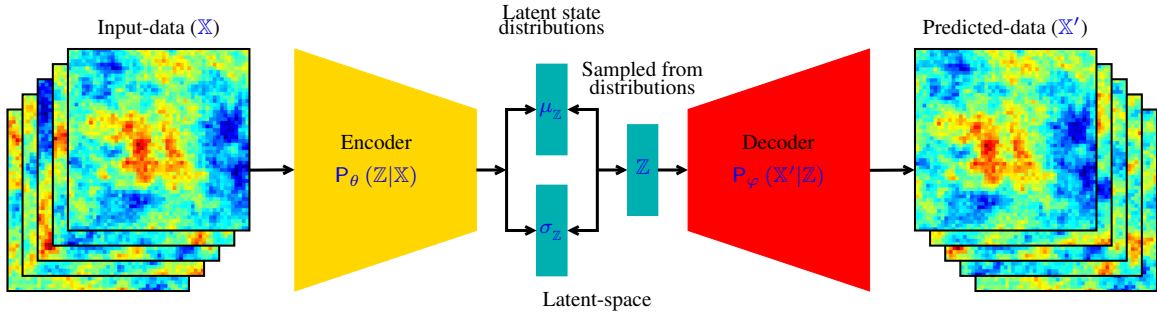 Input-data (𝕏)
Latent state
distributions
Predicted-data (𝕏′)
Sampled from
distributions
μ_ℤ
Encoder
P_θ (ℤ|𝕏)
ℤ
Decoder
P_φ (𝕏′|ℤ)
σ_ℤ
Latent-space